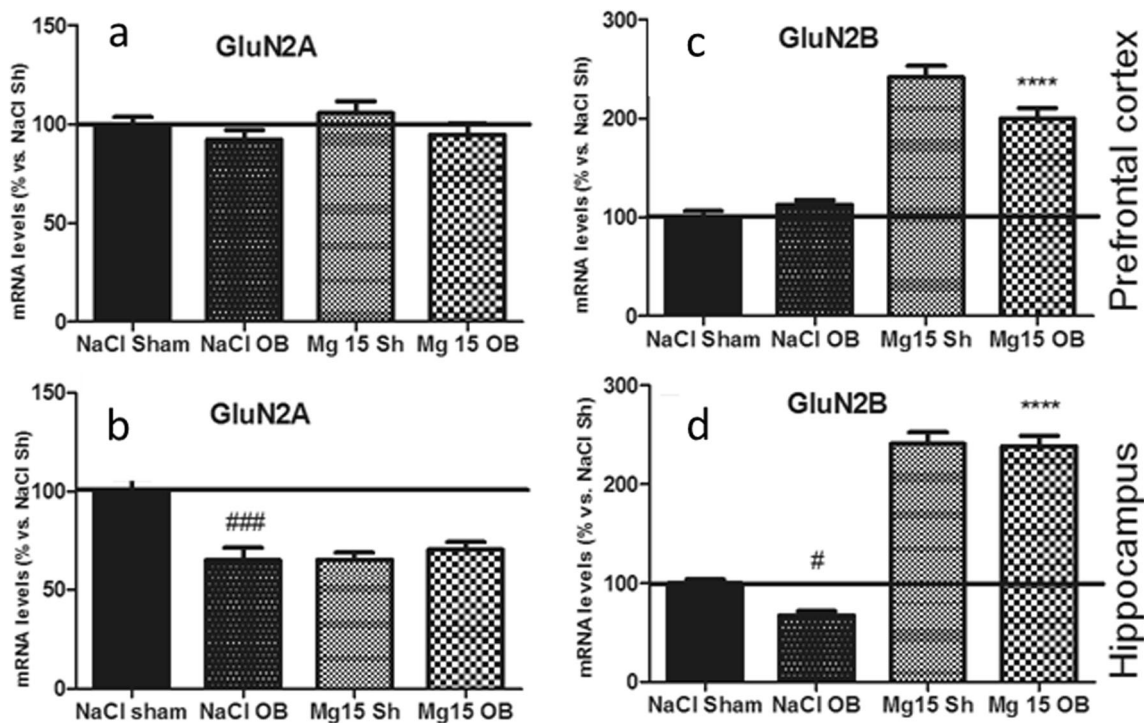 a
GluN2A
mRNA levels (% vs. NaCl Sh)
150
100
50
0
NaCl Sham NaCl OB Mg 15 Sh Mg 15 OB
c
GluN2B
****
mRNA levels (% vs. NaCl Sh)
300
200
100
0
NaCl Sham NaCl OB Mg15 Sh Mg15 OB
Prefrontal cortex
b
GluN2A
###
mRNA levels (% vs. NaCl Sh)
150
100
50
0
NaCl sham NaCl OB Mg15 Sh Mg15 OB
d
GluN2B
****
#
mRNA levels (% vs. NaCl Sh)
300
200
100
0
NaCl Sham NaCl OB Mg15 Sh Mg 15 OB
Hippocampus